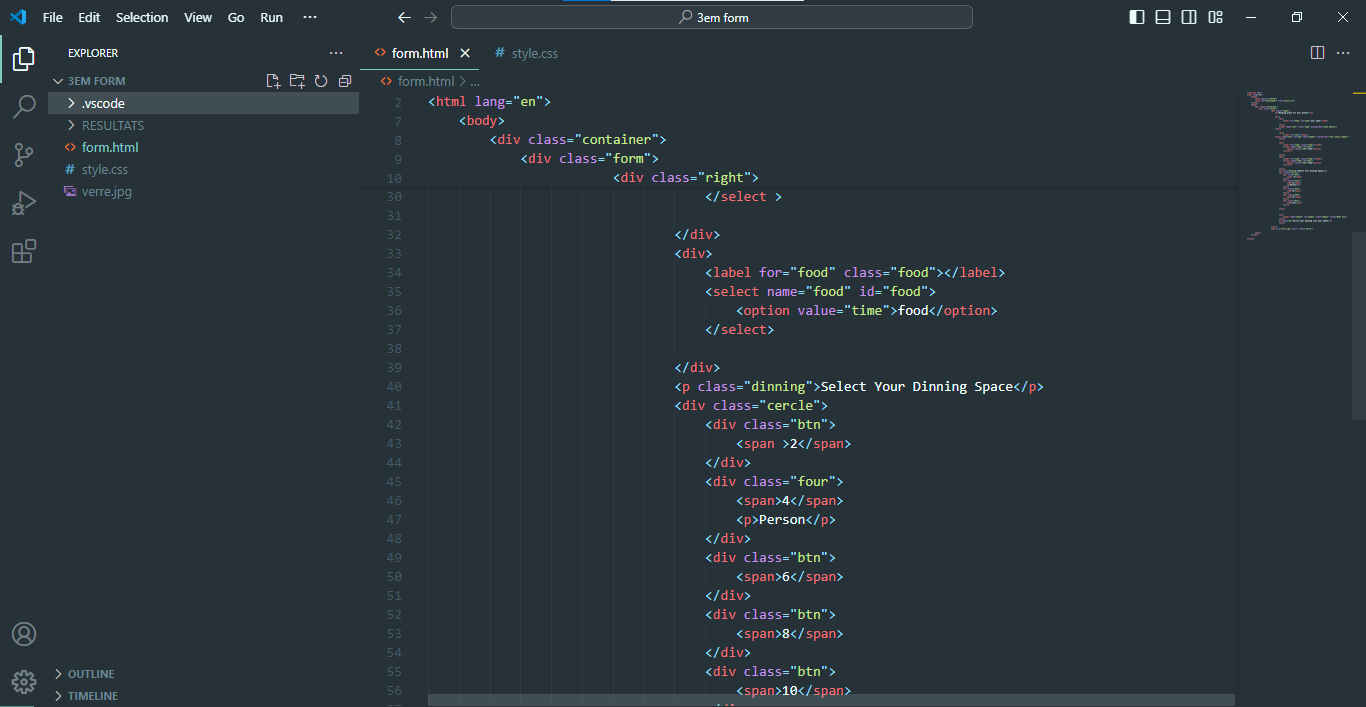 File Edit Selection View Go Run ···
3em form
EXPLORER
3EM FORM
.vscode
RESULTATS
form.html
style.css
verre.jpg
OUTLINE
TIMELINE
form.html
style.css
form.html > ...
2 <html lang="en">
7 <body>
8 <div class="container">
9 <div class="form">
10 <div class="right">
30 </select >
31
32 </div>
33 <div>
34 <label for="food" class="food"></label>
35 <select name="food" id="food">
36 <option value="time">food</option>
37 </select>
38
39 </div>
40 <p class="dinning">Select Your Dinning Space</p>
41 <div class="cercle">
42 <div class="btn">
43 <span >2</span>
44 </div>
45 <div class="four">
46 <span>4</span>
47 <p>Person</p>
48 </div>
49 <div class="btn">
50 <span>6</span>
51 </div>
52 <div class="btn">
53 <span>8</span>
54 </div>
55 <div class="btn">
56 <span>10</span>